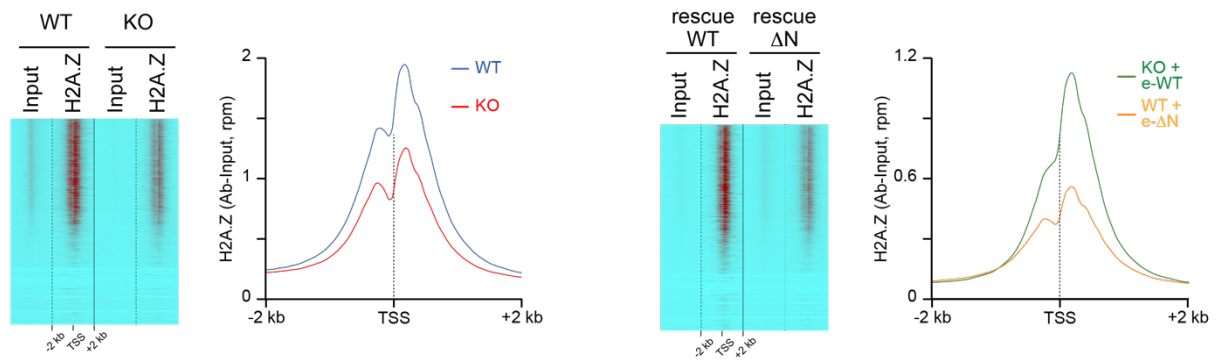 WT KO
Input H2A.Z Input H2A.Z
-2 kb TSS +2 kb
H2A.Z (Ab-Input, rpm)
2
1
0
-2 kb TSS +2 kb
WT
KO
rescue WT rescue ΔN
Input H2A.Z Input H2A.Z
-2 kb TSS +2 kb
H2A.Z (Ab-Input, rpm)
1.2
0.6
0
-2 kb TSS +2 kb
KO +
e-WT
WT +
e-ΔN